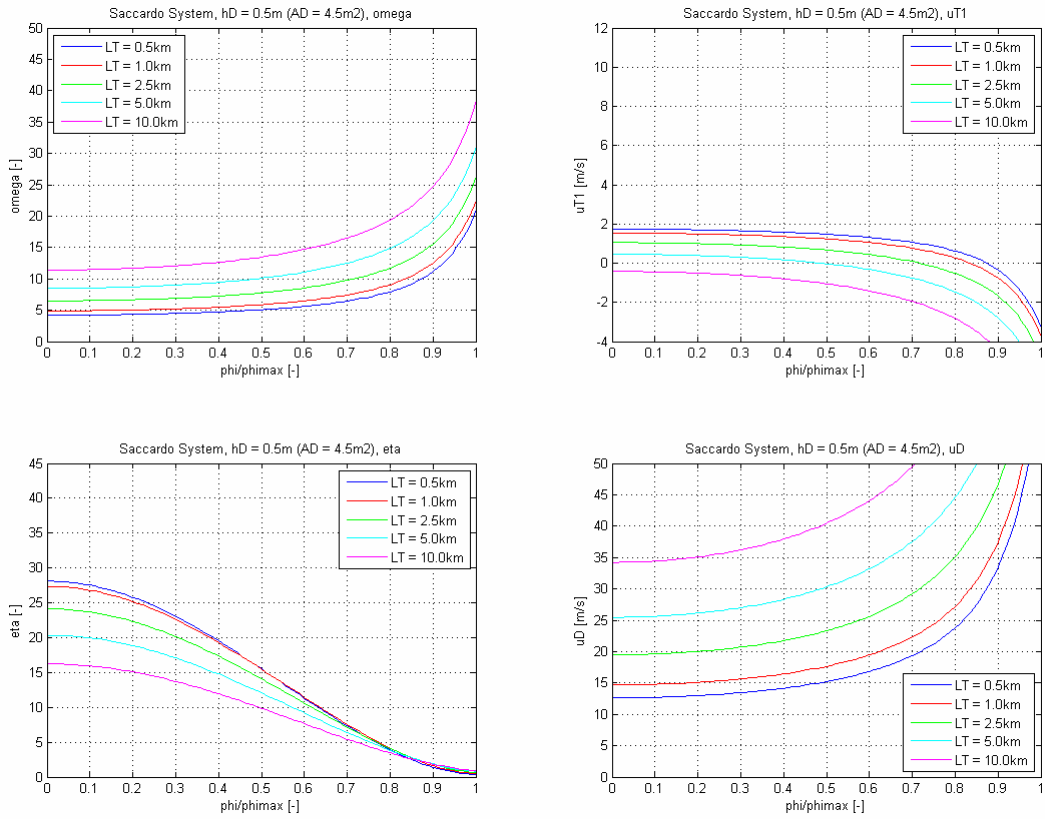 Saccardo System, hD = 0.5m (AD = 4.5m2), omega
50
45
40
35
30
25
20
15
10
5
0
omega [-]
LT = 0.5km
LT = 1.0km
LT = 2.5km
LT = 5.0km
LT = 10.0km
0 0.1 0.2 0.3 0.4 0.5 0.6 0.7 0.8 0.9 1
phi/phimax [-]
Saccardo System, hD = 0.5m (AD = 4.5m2), uT1
12
10
8
6
4
2
0
-2
-4
uT1 [m/s]
LT = 0.5km
LT = 1.0km
LT = 2.5km
LT = 5.0km
LT = 10.0km
0 0.1 0.2 0.3 0.4 0.5 0.6 0.7 0.8 0.9 1
phi/phimax [-]
Saccardo System, hD = 0.5m (AD = 4.5m2), eta
45
40
35
30
25
20
15
10
5
0
eta [-]
LT = 0.5km
LT = 1.0km
LT = 2.5km
LT = 5.0km
LT = 10.0km
0 0.1 0.2 0.3 0.4 0.5 0.6 0.7 0.8 0.9 1
phi/phimax [-]
Saccardo System, hD = 0.5m (AD = 4.5m2), uD
50
45
40
35
30
25
20
15
10
5
0
uD [m/s]
LT = 0.5km
LT = 1.0km
LT = 2.5km
LT = 5.0km
LT = 10.0km
0 0.1 0.2 0.3 0.4 0.5 0.6 0.7 0.8 0.9 1
phi/phimax [-]